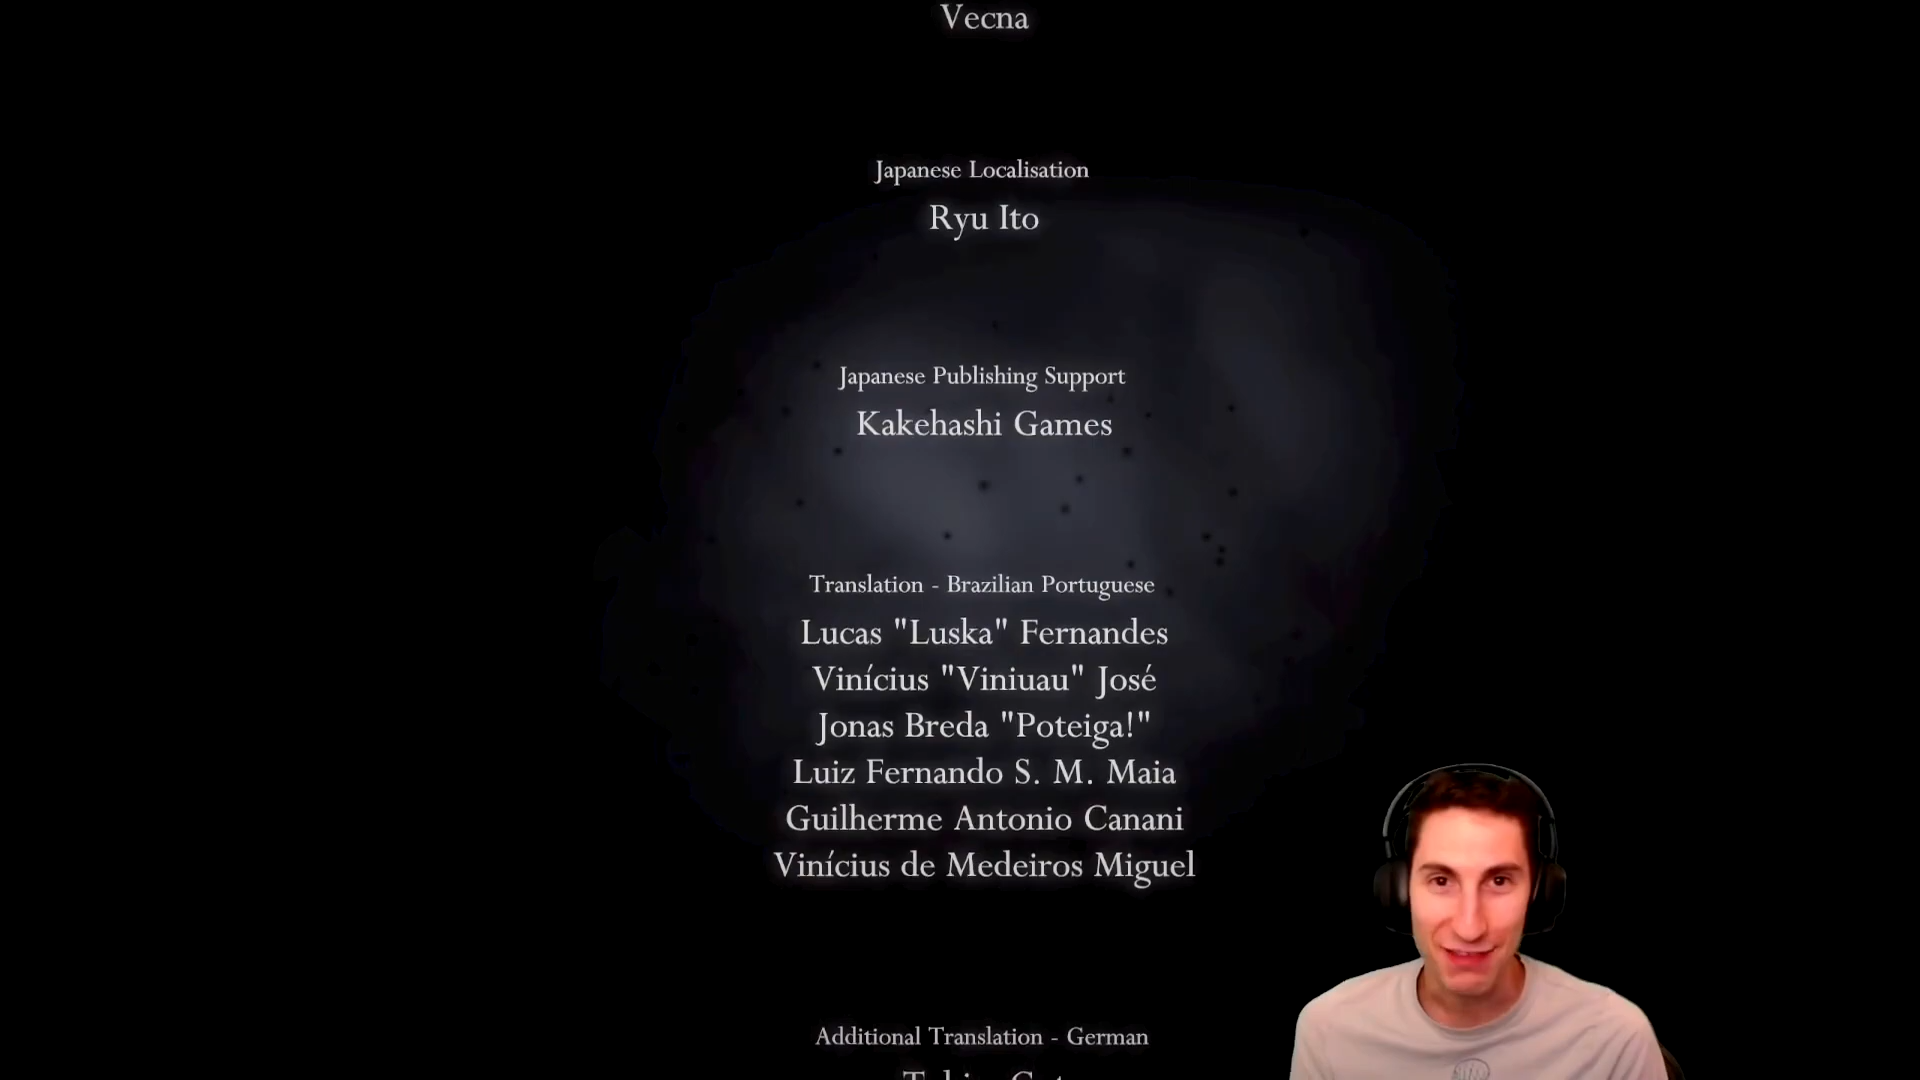 Vecna
Japanese Localisation
Ryu Ito
Japanese Publishing Support
Kakehashi Games
Translation - Brazilian Portuguese
Lucas "Luska" Fernandes
Vinícius "Viniuau" José
Jonas Breda "Poteiga!"
Luiz Fernando S. M. Maia
Guilherme Antonio Canani
Vinícius de Medeiros Miguel
Additional Translation - German